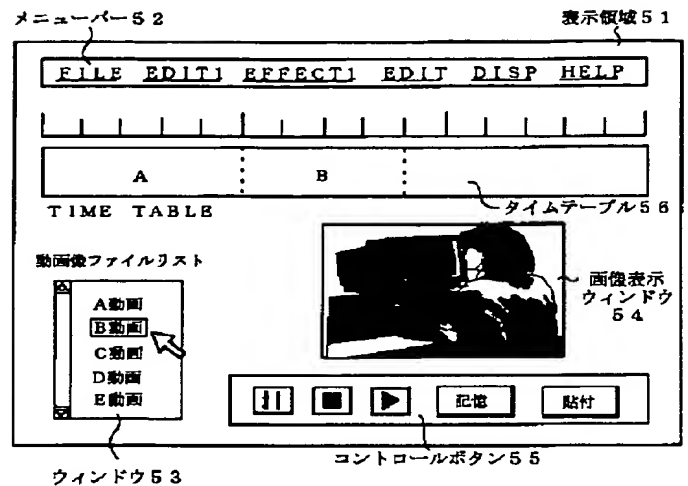 メニューバー52
表示領域51
FILE EDIT1 EFFECT1 EDIT DISP HELP
A
B
TIME TABLE
タイムテーブル56
動画像ファイルリスト
A動画
B動画
C動画
D動画
E動画
画像表示
ウィンドウ
54
記憶
貼付
コントロールボタン55
ウィンドウ53